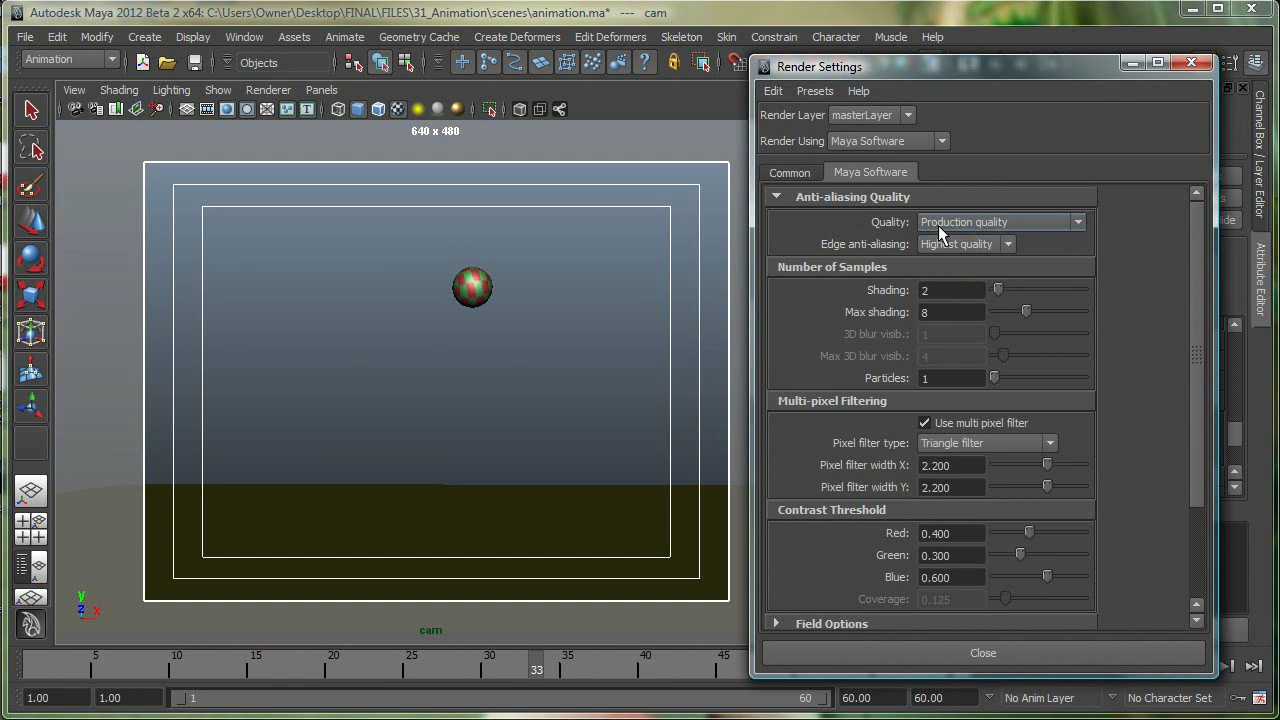 Autodesk Maya 2012 Beta 2 x64: C:\Users\Owner\Desktop\FINAL\FILES\31_Animation\scenes\animation.ma* --- cam
File Edit Modify Create Display Window Assets Animate Geometry Cache Create Deformers Edit Deformers Skeleton Skin Constrain Character Muscle Help
Animation Objects
View Shading Lighting Show Renderer Panels
640 x 480
cam
y
z x
Render Settings
Edit Presets Help
Render Layer masterLayer
Render Using Maya Software
Common Maya Software
Anti-aliasing Quality
Quality: Production quality
Edge anti-aliasing: Highest quality
Number of Samples
Shading: 2
Max shading: 8
3D blur visib.: 1
Max 3D blur visib.: 4
Particles: 1
Multi-pixel Filtering
Use multi pixel filter
Pixel filter type: Triangle filter
Pixel filter width X: 2.200
Pixel filter width Y: 2.200
Contrast Threshold
Red: 0.400
Green: 0.300
Blue: 0.600
Coverage: 0.125
Field Options
Close
Channel Box / Layer Editor
Attribute Editor
5 10 15 20 25 30 33 35 40 45
1.00 1.00 1 60 60.00 60.00 No Anim Layer No Character Set